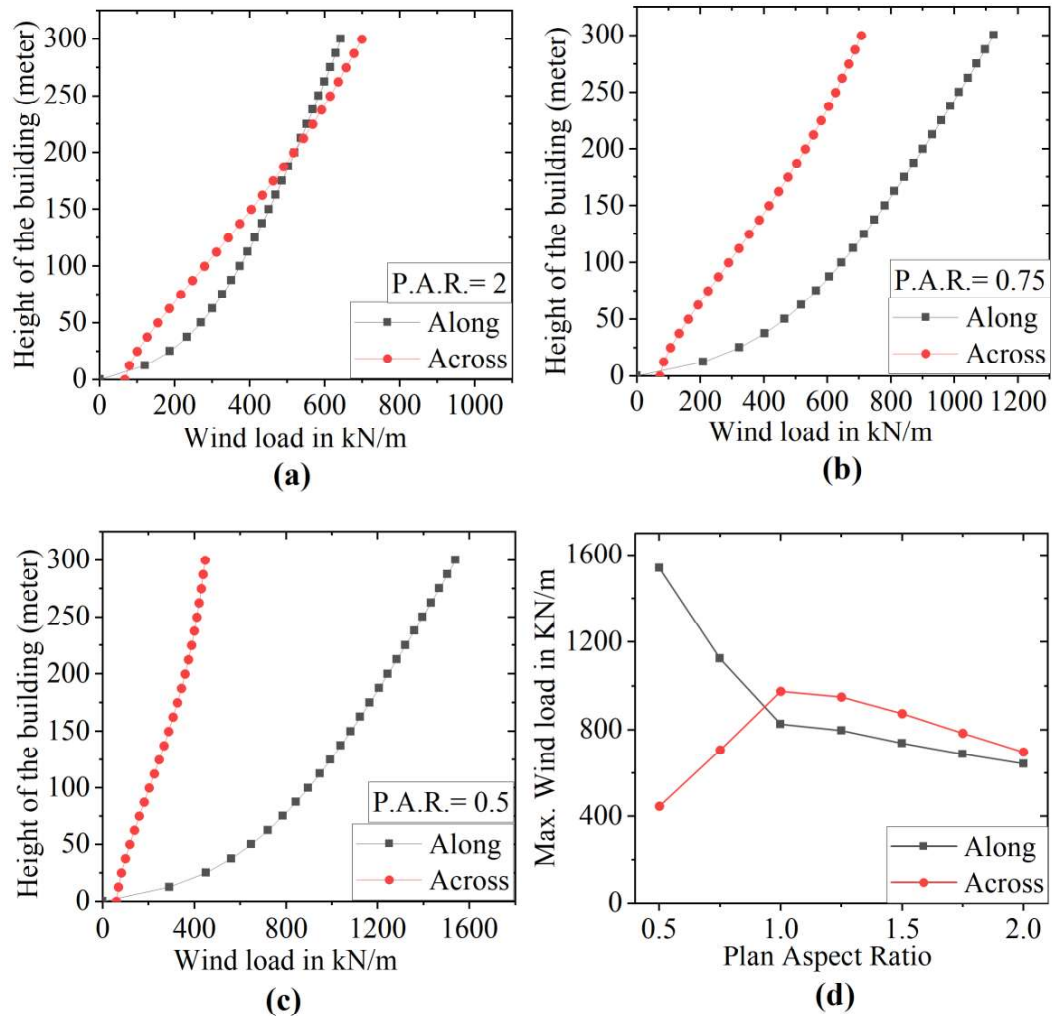 Height of the building (meter)
300
250
200
150
100
50
0
P.A.R.= 2
Along
Across
0 200 400 600 800 1000
Wind load in kN/m
(a)
Height of the building (meter)
300
250
200
150
100
50
0
P.A.R.= 0.75
Along
Across
0 200 400 600 800 1000 1200
Wind load in kN/m
(b)
Height of the building (meter)
300
250
200
150
100
50
0
P.A.R.= 0.5
Along
Across
0 400 800 1200 1600
Wind load in kN/m
(c)
Max. Wind load in KN/m
1600
1200
800
400
0
Along
Across
0.5 1.0 1.5 2.0
Plan Aspect Ratio
(d)